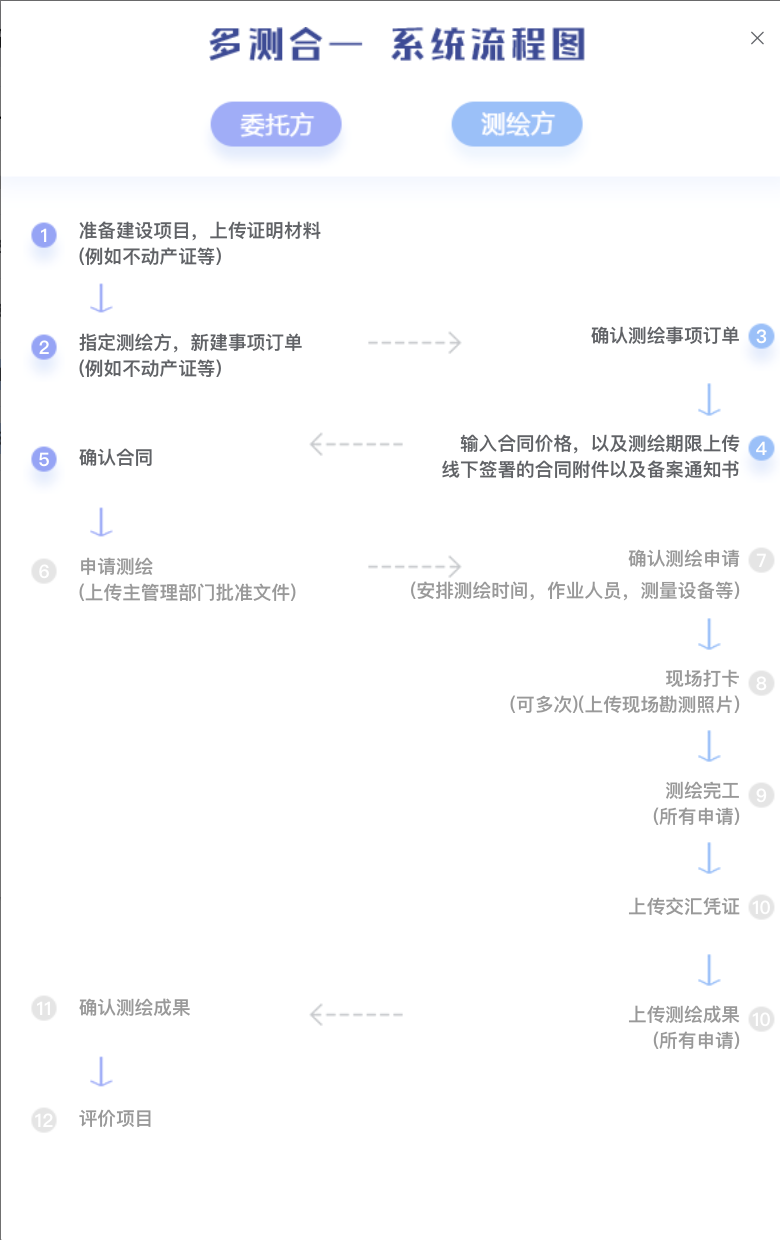 多测合一 系统流程图
委托方
测绘方
1 准备建设项目，上传证明材料
(例如不动产证等)
2 指定测绘方，新建事项订单
(例如不动产证等)
确认测绘事项订单 3
输入合同价格，以及测绘期限上传 4
线下签署的合同附件以及备案通知书
5 确认合同
6 申请测绘
(上传主管理部门批准文件)
确认测绘申请 7
(安排测绘时间，作业人员，测量设备等)
现场打卡 8
(可多次)(上传现场勘测照片)
测绘完工 9
(所有申请)
上传交汇凭证 10
上传测绘成果 10
(所有申请)
11 确认测绘成果
12 评价项目